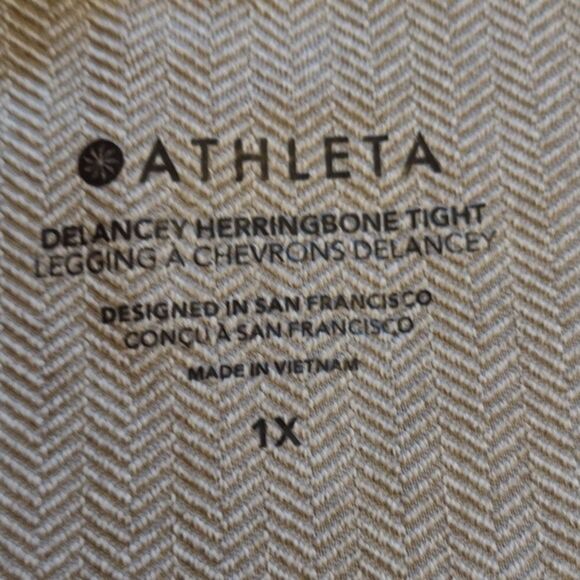 ATHLETA
DELANCEY HERRINGBONE TIGHT
LEGGING A CHEVRONS DELANCEY
DESIGNED IN SAN FRANCISCO
CONÇU À SAN FRANCISCO
MADE IN VIETNAM
1X